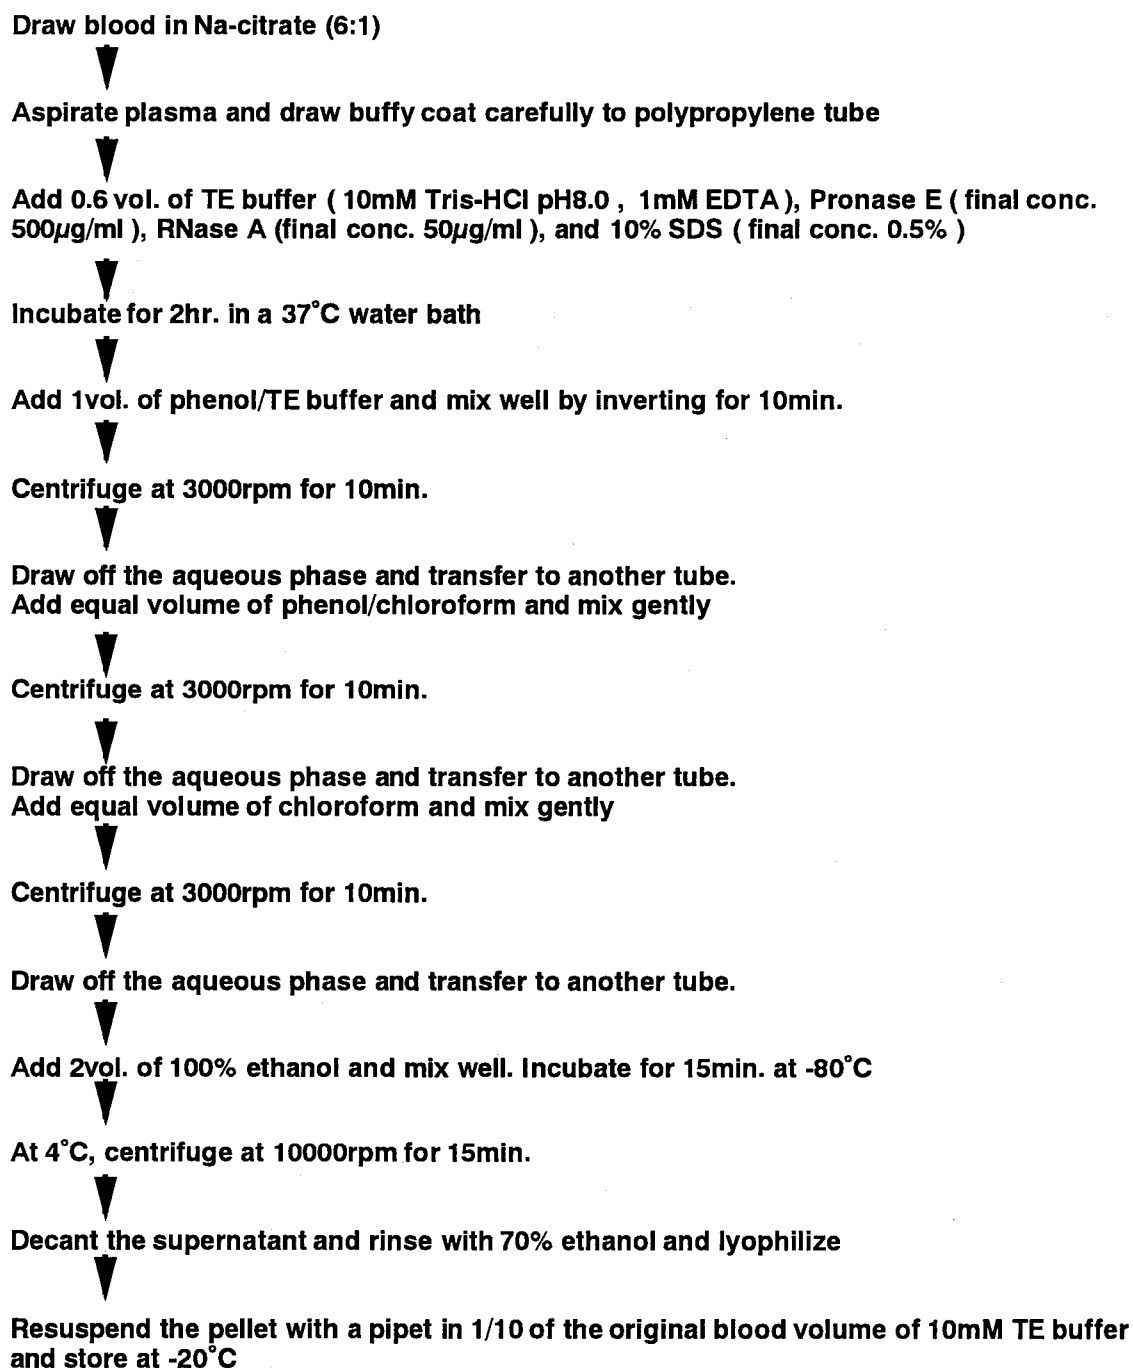 Draw blood in Na-citrate (6:1)
Aspirate plasma and draw buffy coat carefully to polypropylene tube
Add 0.6 vol. of TE buffer ( 10mM Tris-HCl pH8.0 , 1mM EDTA ), Pronase E ( final conc.
500µg/ml ), RNase A (final conc. 50µg/ml ), and 10% SDS ( final conc. 0.5% )
Incubate for 2hr. in a 37°C water bath
Add 1vol. of phenol/TE buffer and mix well by inverting for 10min.
Centrifuge at 3000rpm for 10min.
Draw off the aqueous phase and transfer to another tube.
Add equal volume of phenol/chloroform and mix gently
Centrifuge at 3000rpm for 10min.
Draw off the aqueous phase and transfer to another tube.
Add equal volume of chloroform and mix gently
Centrifuge at 3000rpm for 10min.
Draw off the aqueous phase and transfer to another tube.
Add 2vol. of 100% ethanol and mix well. Incubate for 15min. at -80°C
At 4°C, centrifuge at 10000rpm for 15min.
Decant the supernatant and rinse with 70% ethanol and lyophilize
Resuspend the pellet with a pipet in 1/10 of the original blood volume of 10mM TE buffer
and store at -20°C